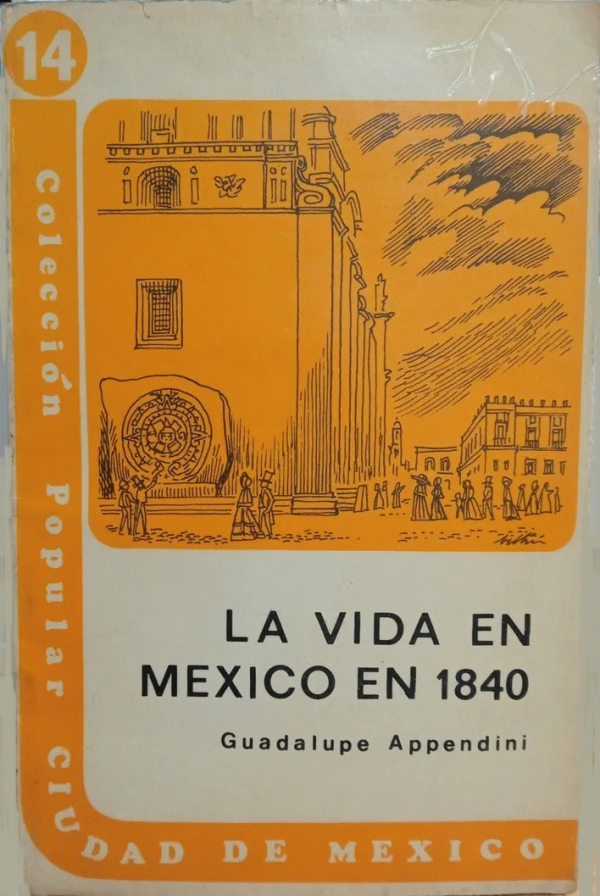 14
Colección Popular CIUDAD DE MEXICO
LA VIDA EN
MEXICO EN 1840
Guadalupe Appendini